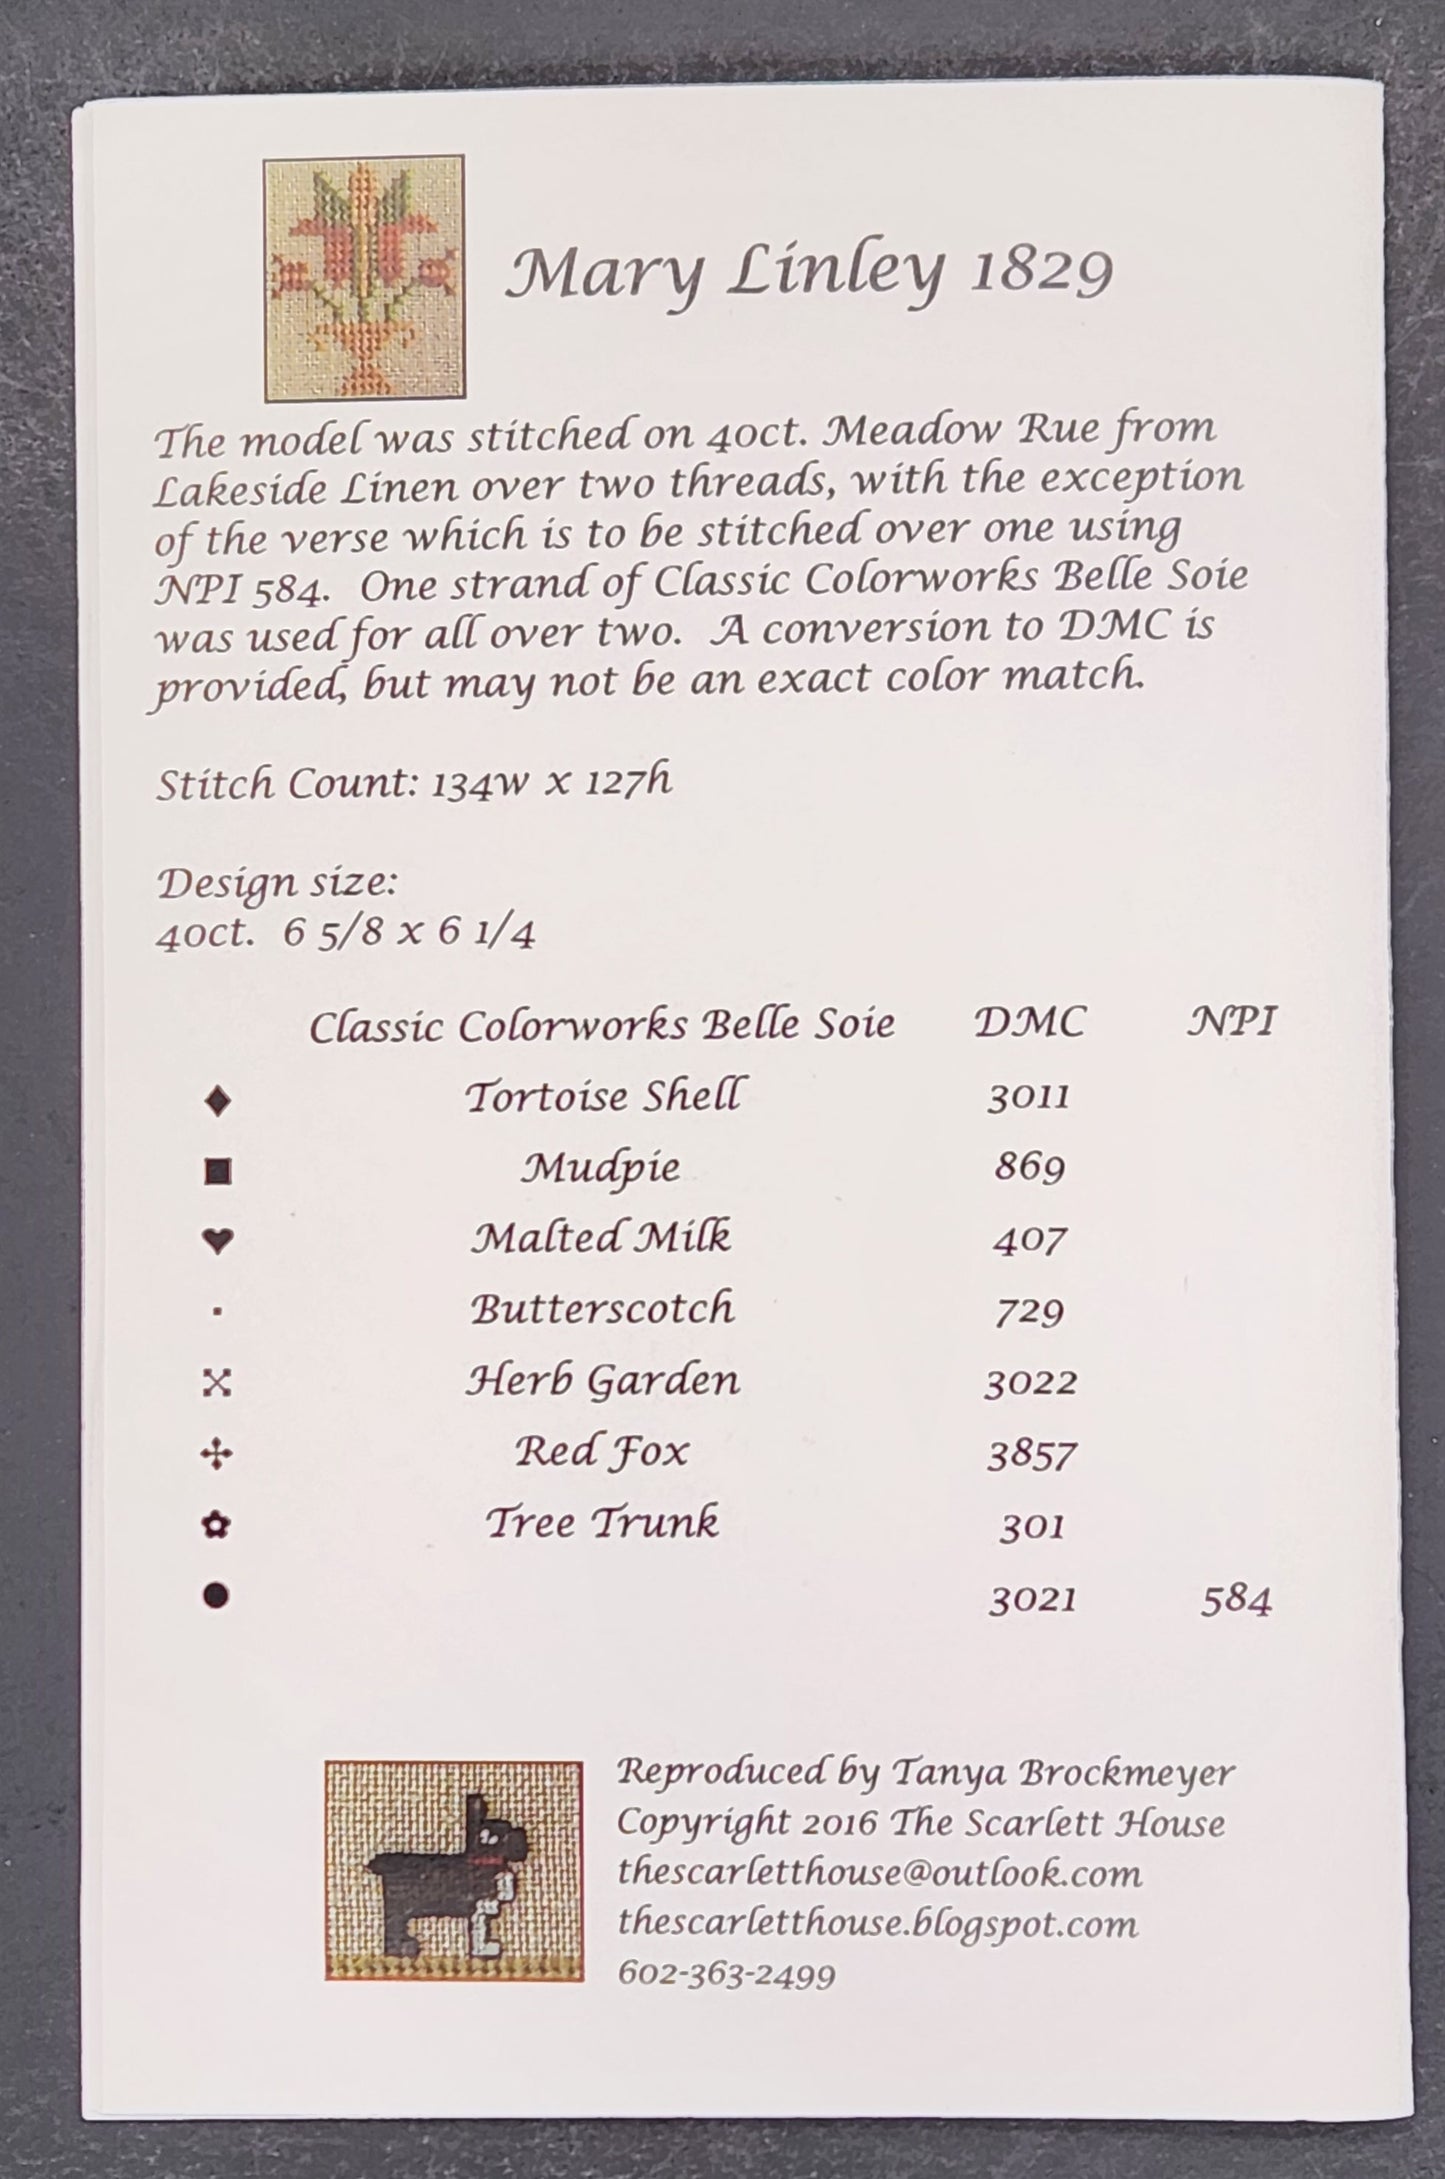 Mary Linley 1829
The model was stitched on 40ct. Meadow Rue from
Lakeside Linen over two threads, with the exception
of the verse which is to be stitched over one using
NPI 584. One strand of Classic Colorworks Belle Soie
was used for all over two. A conversion to DMC is
provided, but may not be an exact color match.
Stitch Count: 134w x 127h
Design size:
40ct. 6 5/8 x 6 1/4
Classic Colorworks Belle Soie DMC NPI
♦ Tortoise Shell 3011
■ Mudpie 869
♥ Malted Milk 407
▪ Butterscotch 729
Herb Garden 3022
Red Fox 3857
✿ Tree Trunk 301
● 3021 584
Reproduced by Tanya Brockmeyer
Copyright 2016 The Scarlett House
thescarletthouse@outlook.com
thescarletthouse.blogspot.com
602-363-2499